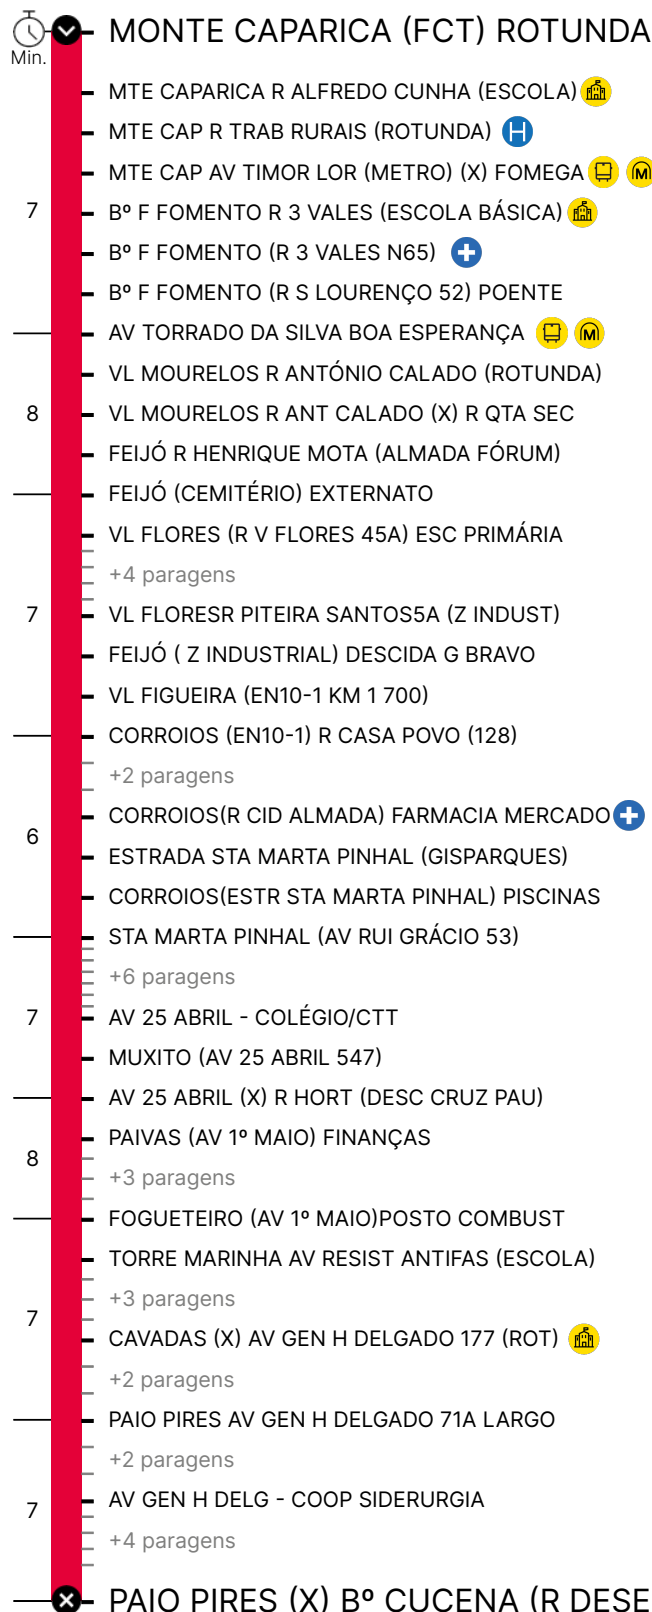 MONTE CAPARICA (FCT) ROTUNDA
Min.
MTE CAPARICA R ALFREDO CUNHA (ESCOLA)
MTE CAP R TRAB RURAIS (ROTUNDA) H
MTE CAP AV TIMOR LOR (METRO) (X) FOMEGA M
7 Bº F FOMENTO R 3 VALES (ESCOLA BÁSICA)
Bº F FOMENTO (R 3 VALES N65)
Bº F FOMENTO (R S LOURENÇO 52) POENTE
AV TORRADO DA SILVA BOA ESPERANÇA M
VL MOURELOS R ANTÓNIO CALADO (ROTUNDA)
8 VL MOURELOS R ANT CALADO (X) R QTA SEC
FEIJÓ R HENRIQUE MOTA (ALMADA FÓRUM)
FEIJÓ (CEMITÉRIO) EXTERNATO
VL FLORES (R V FLORES 45A) ESC PRIMÁRIA
+4 paragens
7 VL FLORESR PITEIRA SANTOS5A (Z INDUST)
FEIJÓ ( Z INDUSTRIAL) DESCIDA G BRAVO
VL FIGUEIRA (EN10-1 KM 1 700)
CORROIOS (EN10-1) R CASA POVO (128)
+2 paragens
CORROIOS(R CID ALMADA) FARMACIA MERCADO
6
ESTRADA STA MARTA PINHAL (GISPARQUES)
CORROIOS(ESTR STA MARTA PINHAL) PISCINAS
STA MARTA PINHAL (AV RUI GRÁCIO 53)
+6 paragens
7 AV 25 ABRIL - COLÉGIO/CTT
MUXITO (AV 25 ABRIL 547)
AV 25 ABRIL (X) R HORT (DESC CRUZ PAU)
PAIVAS (AV 1º MAIO) FINANÇAS
8
+3 paragens
FOGUETEIRO (AV 1º MAIO)POSTO COMBUST
TORRE MARINHA AV RESIST ANTIFAS (ESCOLA)
+3 paragens
7
CAVADAS (X) AV GEN H DELGADO 177 (ROT)
+2 paragens
PAIO PIRES AV GEN H DELGADO 71A LARGO
+2 paragens
AV GEN H DELG - COOP SIDERURGIA
7
+4 paragens
PAIO PIRES (X) Bº CUCENA (R DESE